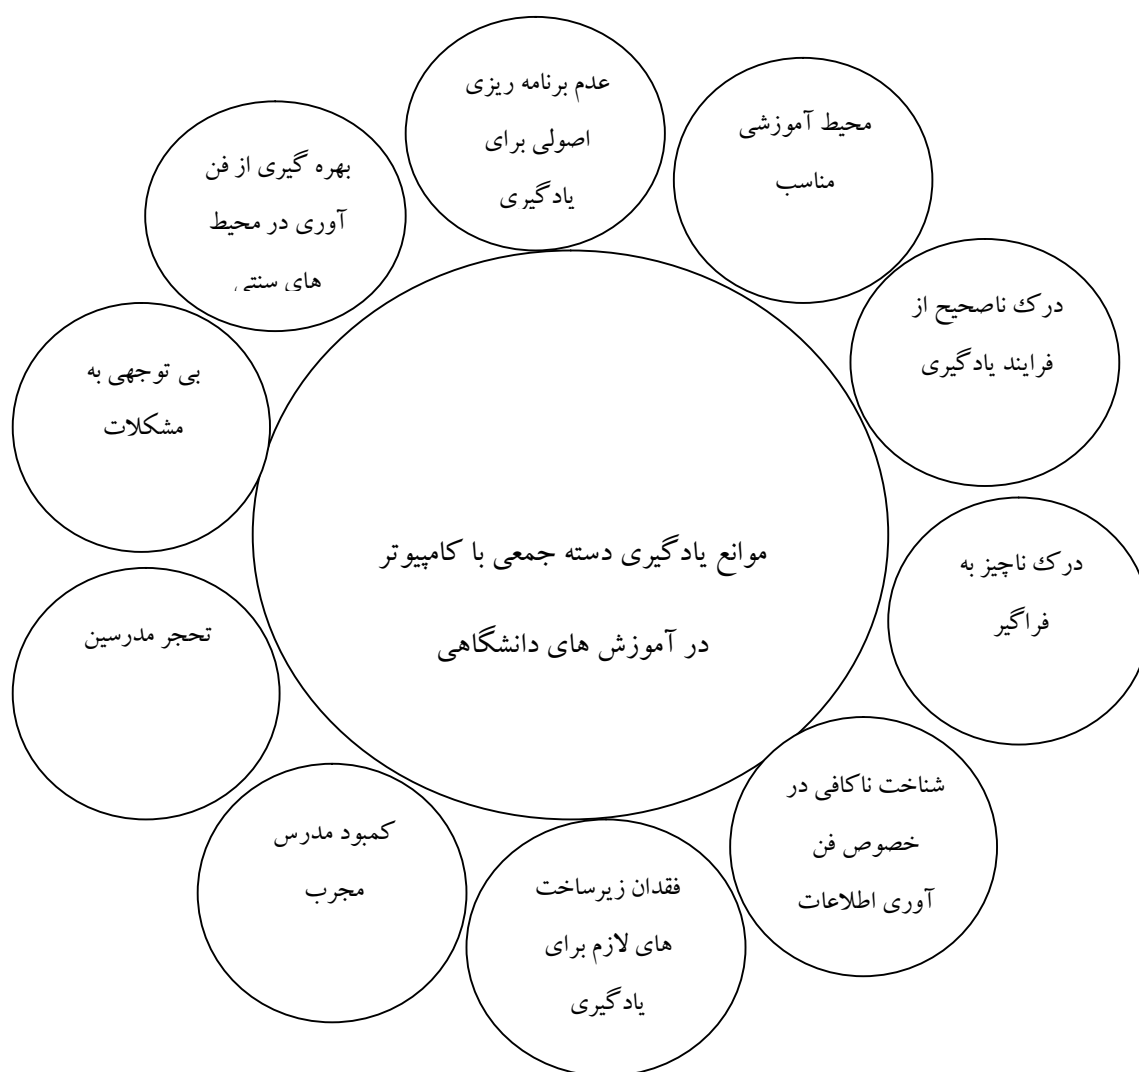 عدم برنامه ریزی
اصولی برای
یادگیری
محیط آموزشی
مناسب
درک ناصحیح از
فرایند یادگیری
درک ناچیز به
فراگیر
شناخت ناکافی در
خصوص فن
آوری اطلاعات
فقدان زیرساخت
های لازم برای
یادگیری
کمبود مدرس
مجرب
تحجر مدرسین
بی توجهی به
مشکلات
بهره گیری از فن
آوری در محیط
های سنتی
موانع یادگیری دسته جمعی با کامپیوتر
در آموزش های دانشگاهی